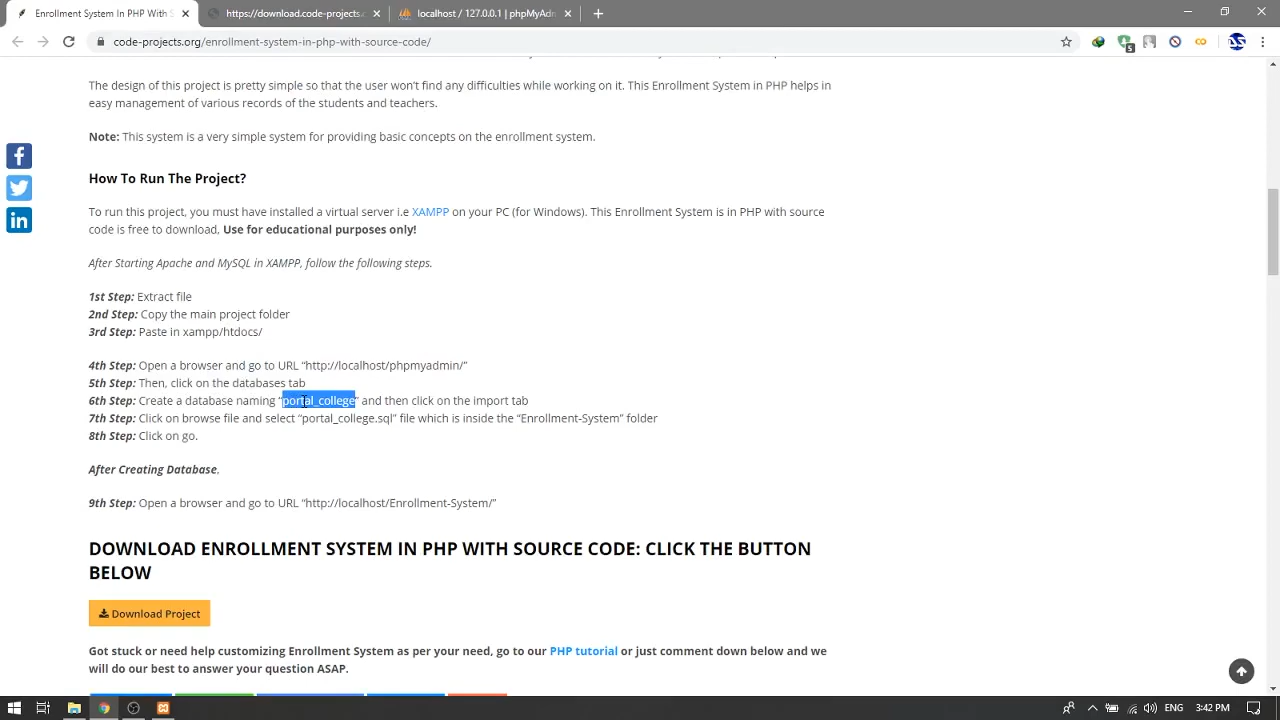 Enrollment System In PHP With S
https://download.code-projects.
localhost / 127.0.0.1 | phpMyAdm
code-projects.org/enrollment-system-in-php-with-source-code/
5
The design of this project is pretty simple so that the user won't find any difficulties while working on it. This Enrollment System in PHP helps in
easy management of various records of the students and teachers.
Note: This system is a very simple system for providing basic concepts on the enrollment system.
How To Run The Project?
To run this project, you must have installed a virtual server i.e XAMPP on your PC (for Windows). This Enrollment System is in PHP with source
code is free to download, Use for educational purposes only!
After Starting Apache and MySQL in XAMPP, follow the following steps.
1st Step: Extract file
2nd Step: Copy the main project folder
3rd Step: Paste in xampp/htdocs/
4th Step: Open a browser and go to URL “http://localhost/phpmyadmin/”
5th Step: Then, click on the databases tab
6th Step: Create a database naming “portal_college” and then click on the import tab
7th Step: Click on browse file and select “portal_college.sql” file which is inside the “Enrollment-System” folder
8th Step: Click on go.
After Creating Database,
9th Step: Open a browser and go to URL “http://localhost/Enrollment-System/”
DOWNLOAD ENROLLMENT SYSTEM IN PHP WITH SOURCE CODE: CLICK THE BUTTON
BELOW
Download Project
Got stuck or need help customizing Enrollment System as per your need, go to our PHP tutorial or just comment down below and we
will do our best to answer your question ASAP.
ENG
3:42 PM